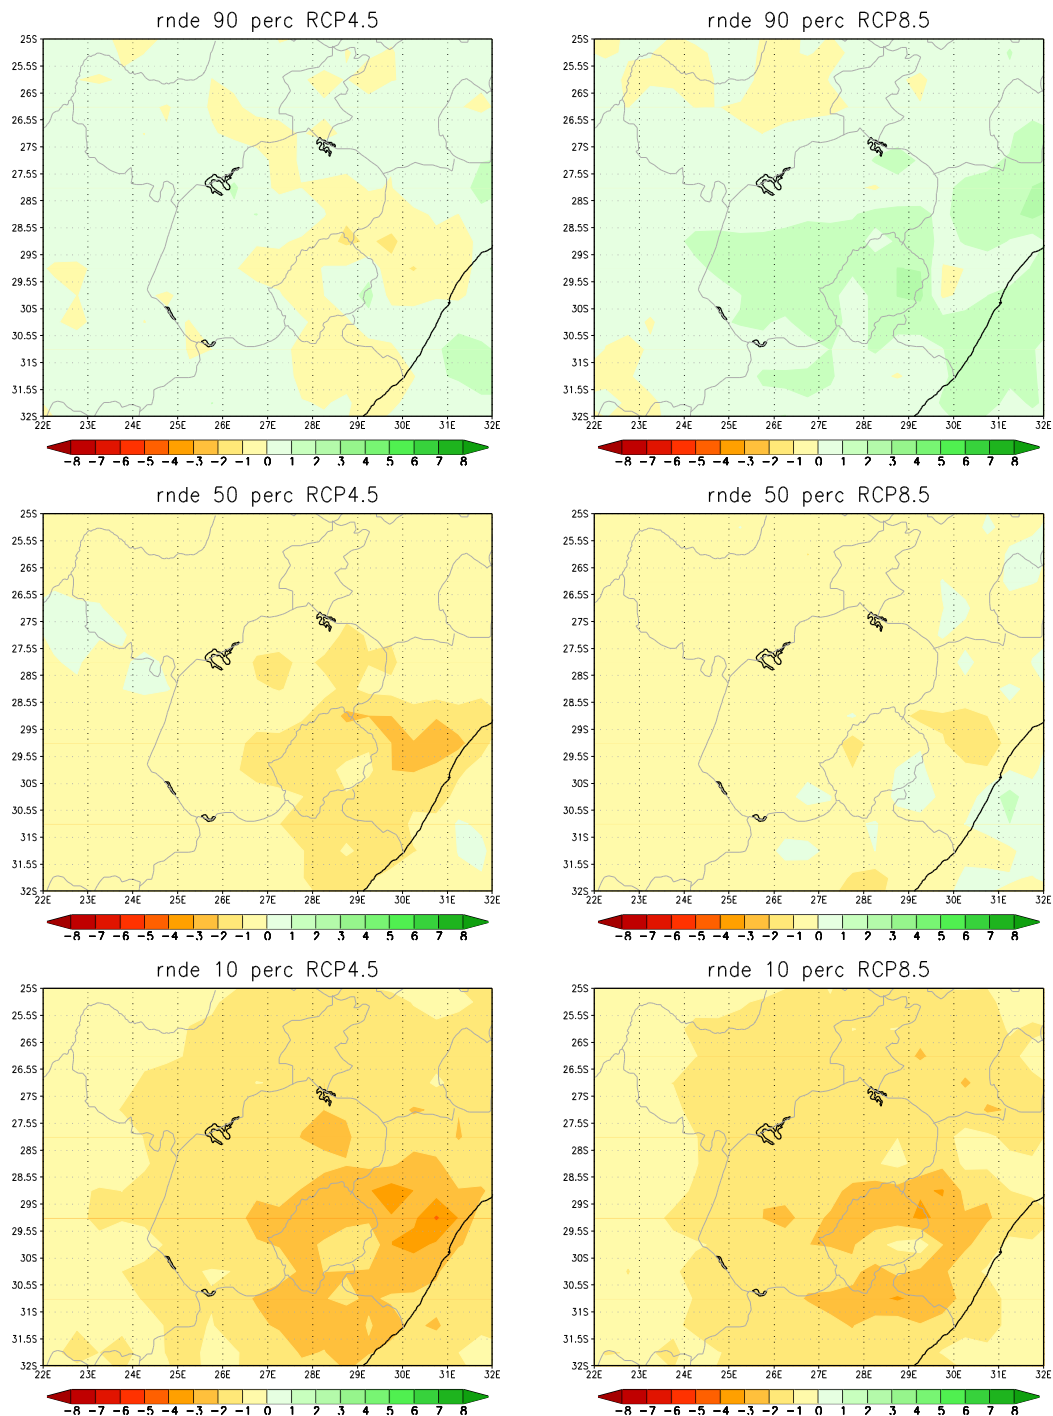 rnde 90 perc RCP4.5
25S
25.5S
26S
26.5S
27S
27.5S
28S
28.5S
29S
29.5S
30S
30.5S
31S
31.5S
32S
22E 23E 24E 25E 26E 27E 28E 29E 30E 31E 32E
-8 -7 -6 -5 -4 -3 -2 -1 0 1 2 3 4 5 6 7 8
rnde 90 perc RCP8.5
25S
25.5S
26S
26.5S
27S
27.5S
28S
28.5S
29S
29.5S
30S
30.5S
31S
31.5S
32S
22E 23E 24E 25E 26E 27E 28E 29E 30E 31E 32E
-8 -7 -6 -5 -4 -3 -2 -1 0 1 2 3 4 5 6 7 8
rnde 50 perc RCP4.5
25S
25.5S
26S
26.5S
27S
27.5S
28S
28.5S
29S
29.5S
30S
30.5S
31S
31.5S
32S
22E 23E 24E 25E 26E 27E 28E 29E 30E 31E 32E
-8 -7 -6 -5 -4 -3 -2 -1 0 1 2 3 4 5 6 7 8
rnde 50 perc RCP8.5
25S
25.5S
26S
26.5S
27S
27.5S
28S
28.5S
29S
29.5S
30S
30.5S
31S
31.5S
32S
22E 23E 24E 25E 26E 27E 28E 29E 30E 31E 32E
-8 -7 -6 -5 -4 -3 -2 -1 0 1 2 3 4 5 6 7 8
rnde 10 perc RCP4.5
25S
25.5S
26S
26.5S
27S
27.5S
28S
28.5S
29S
29.5S
30S
30.5S
31S
31.5S
32S
22E 23E 24E 25E 26E 27E 28E 29E 30E 31E 32E
-8 -7 -6 -5 -4 -3 -2 -1 0 1 2 3 4 5 6 7 8
rnde 10 perc RCP8.5
25S
25.5S
26S
26.5S
27S
27.5S
28S
28.5S
29S
29.5S
30S
30.5S
31S
31.5S
32S
22E 23E 24E 25E 26E 27E 28E 29E 30E 31E 32E
-8 -7 -6 -5 -4 -3 -2 -1 0 1 2 3 4 5 6 7 8